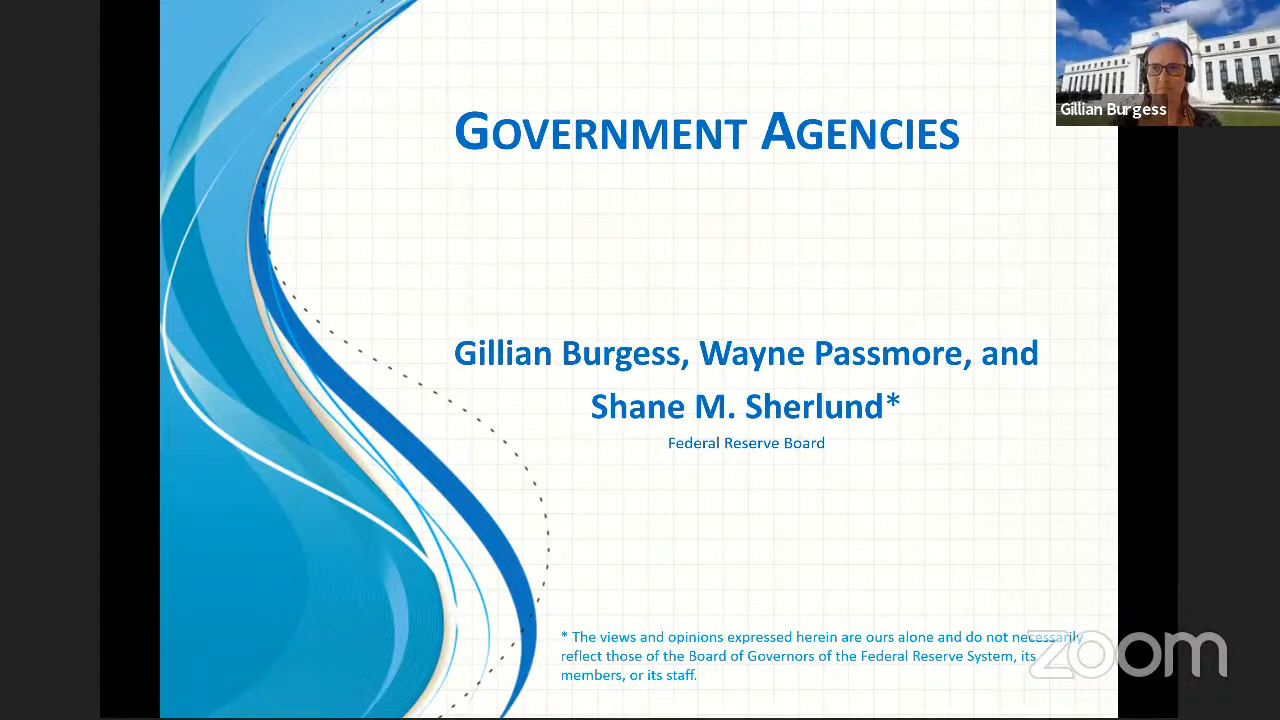 GOVERNMENT AGENCIES
Gillian Burgess
Gillian Burgess, Wayne Passmore, and
Shane M. Sherlund*
Federal Reserve Board
* The views and opinions expressed herein are ours alone and do not necessarily
reflect those of the Board of Governors of the Federal Reserve System, its
members, or its staff.
zoom